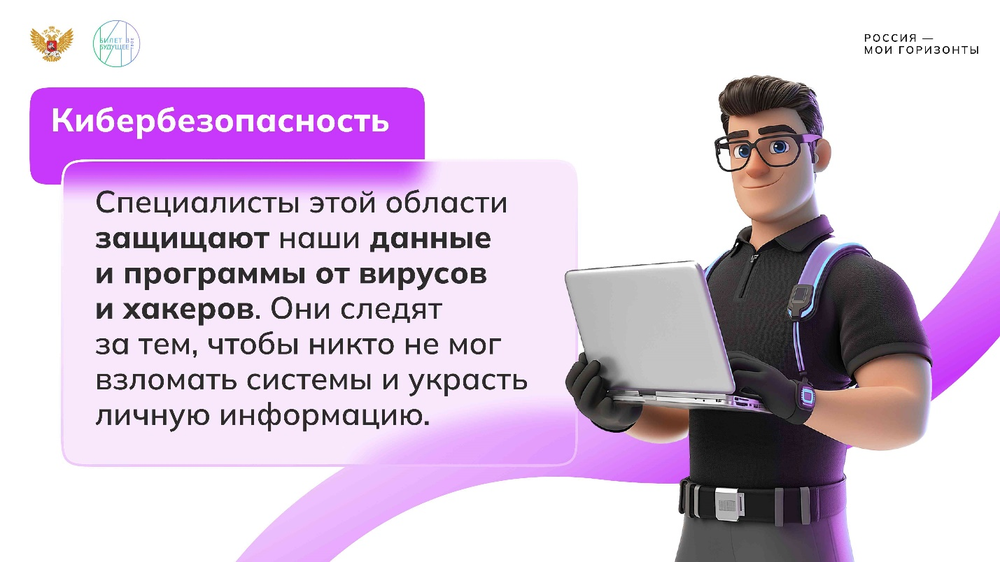 БИЛЕТ В
БУДУЩЕЕ
ТВОЁ
РОССИЯ —
МОИ ГОРИЗОНТЫ
Кибербезопасность
Специалисты этой области
защищают наши данные
и программы от вирусов
и хакеров. Они следят
за тем, чтобы никто не мог
взломать системы и украсть
личную информацию.